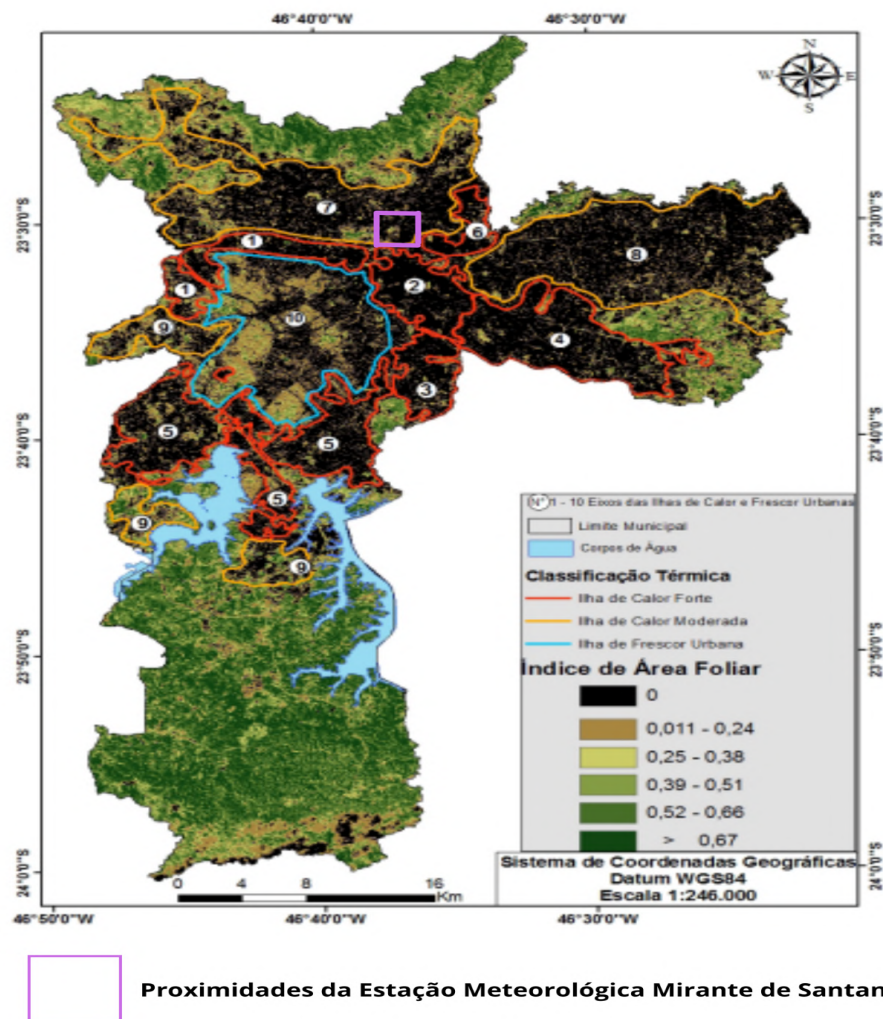 46°40'0"W
46°30'0"W
N
W
E
S
23°30'0"S
23°30'0"S
7
6
1
8
2
1
10
9
4
3
5
5
23°40'0"S
23°40'0"S
5
9
9
N° 1 - 10 Eixos das Ilhas de Calor e Frescor Urbanas
Limite Municipal
Corpos de Água
Classificação Térmica
Ilha de Calor Forte
Ilha de Calor Moderada
Ilha de Frescor Urbana
23°50'0"S
23°50'0"S
Índice de Área Foliar
0
0,011 - 0,24
0,25 - 0,38
0,39 - 0,51
0,52 - 0,66
> 0,67
Sistema de Coordenadas Geográficas
Datum WGS84
Escala 1:246.000
24°0'0"S
24°0'0"S
0 4 8 16
Km
46°50'0"W
46°40'0"W
46°30'0"W
Proximidades da Estação Meteorológica Mirante de Santan